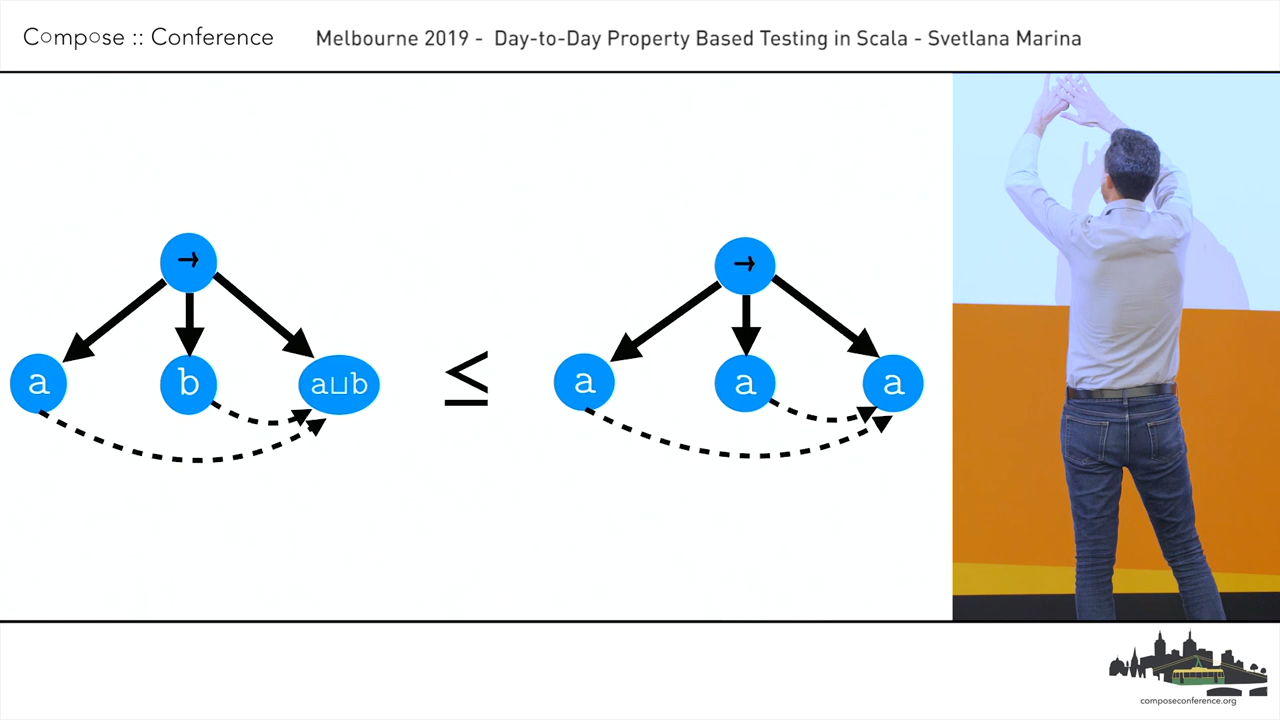 Compose :: Conference
Melbourne 2019 - Day-to-Day Property Based Testing in Scala - Svetlana Marina
→
→
a
b
a⊔b
≤
a
a
a
composeconference.org